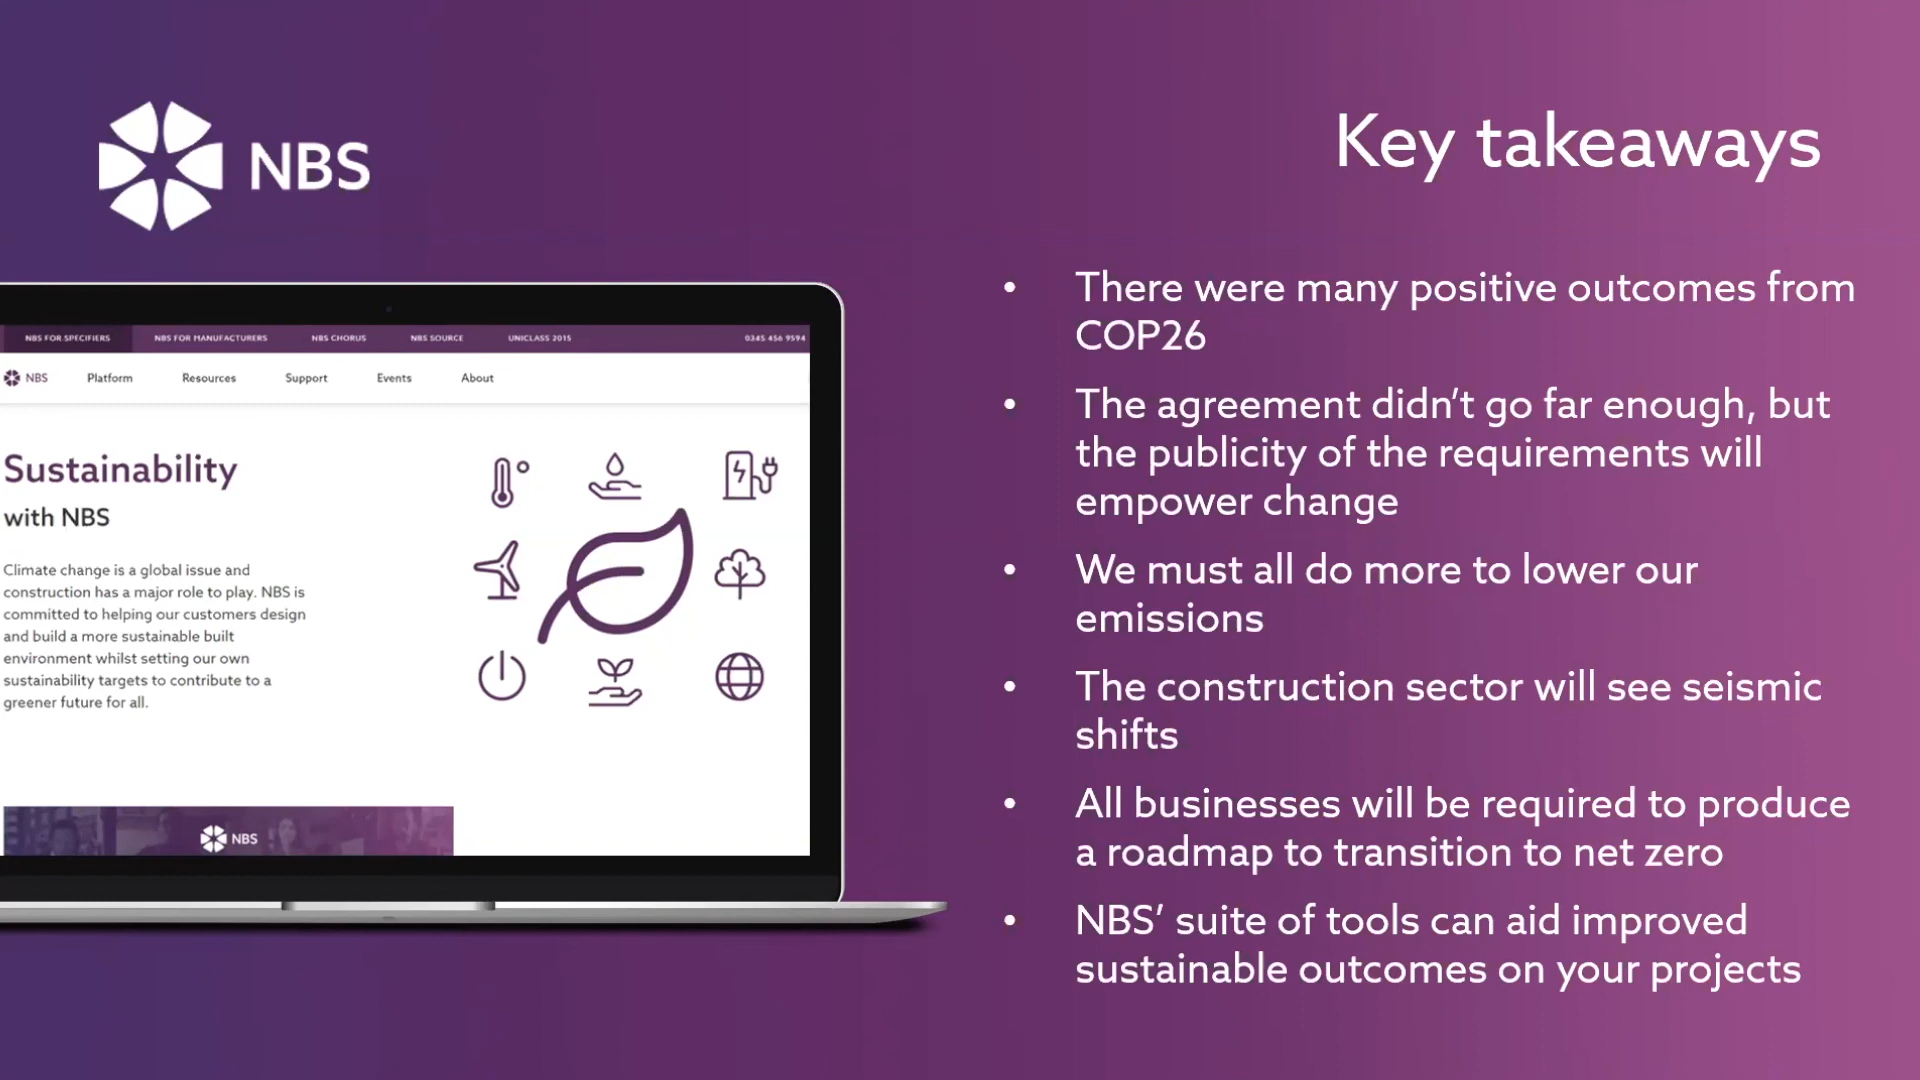 NBS
Key takeaways
NBS FOR SPECIFIERS NBS FOR MANUFACTURERS NBS CHORUS NBS SOURCE UNICLASS 2015 0345 456 9594
NBS Platform Resources Support Events About
Sustainability
with NBS
Climate change is a global issue and
construction has a major role to play. NBS is
committed to helping our customers design
and build a more sustainable built
environment whilst setting our own
sustainability targets to contribute to a
greener future for all.
NBS
• There were many positive outcomes from
COP26
• The agreement didn’t go far enough, but
the publicity of the requirements will
empower change
• We must all do more to lower our
emissions
• The construction sector will see seismic
shifts
• All businesses will be required to produce
a roadmap to transition to net zero
• NBS’ suite of tools can aid improved
sustainable outcomes on your projects